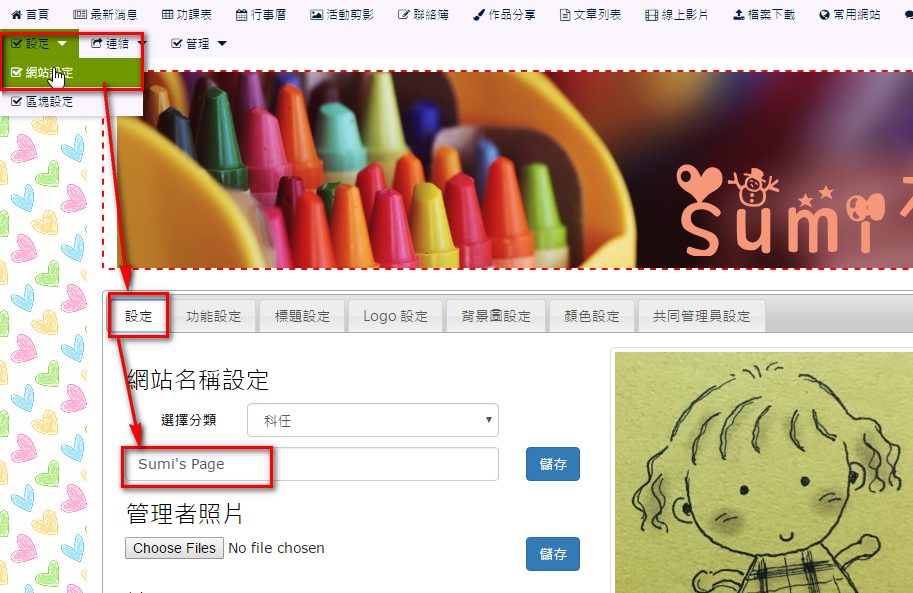 首頁 最新消息 功課表 行事曆 活動剪影 聯絡簿 作品分享 文章列表 線上影片 檔案下載 常用網站
設定 連結 管理
網站設定
區塊設定
Sumi
設定 功能設定 標題設定 Logo 設定 背景圖設定 顏色設定 共同管理員設定
網站名稱設定
選擇分類 科任
Sumi's Page 儲存
管理者照片
Choose Files No file chosen 儲存